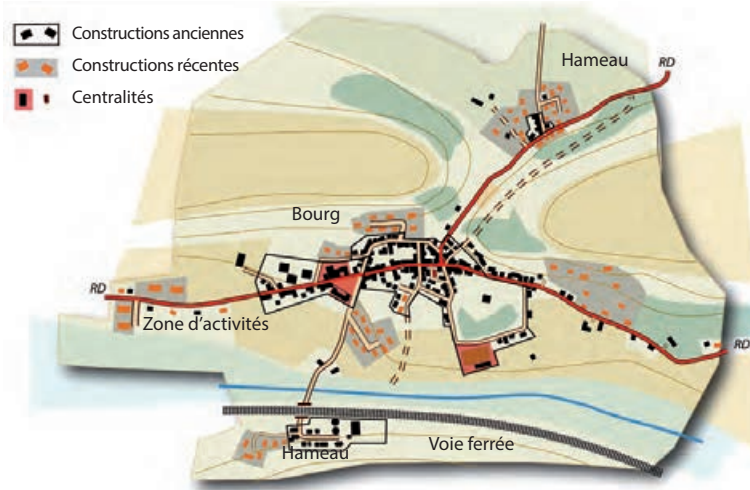 Constructions anciennes
Constructions récentes
Centralités
Hameau
RD
Bourg
RD
Zone d'activités
RD
Hameau
Voie ferrée